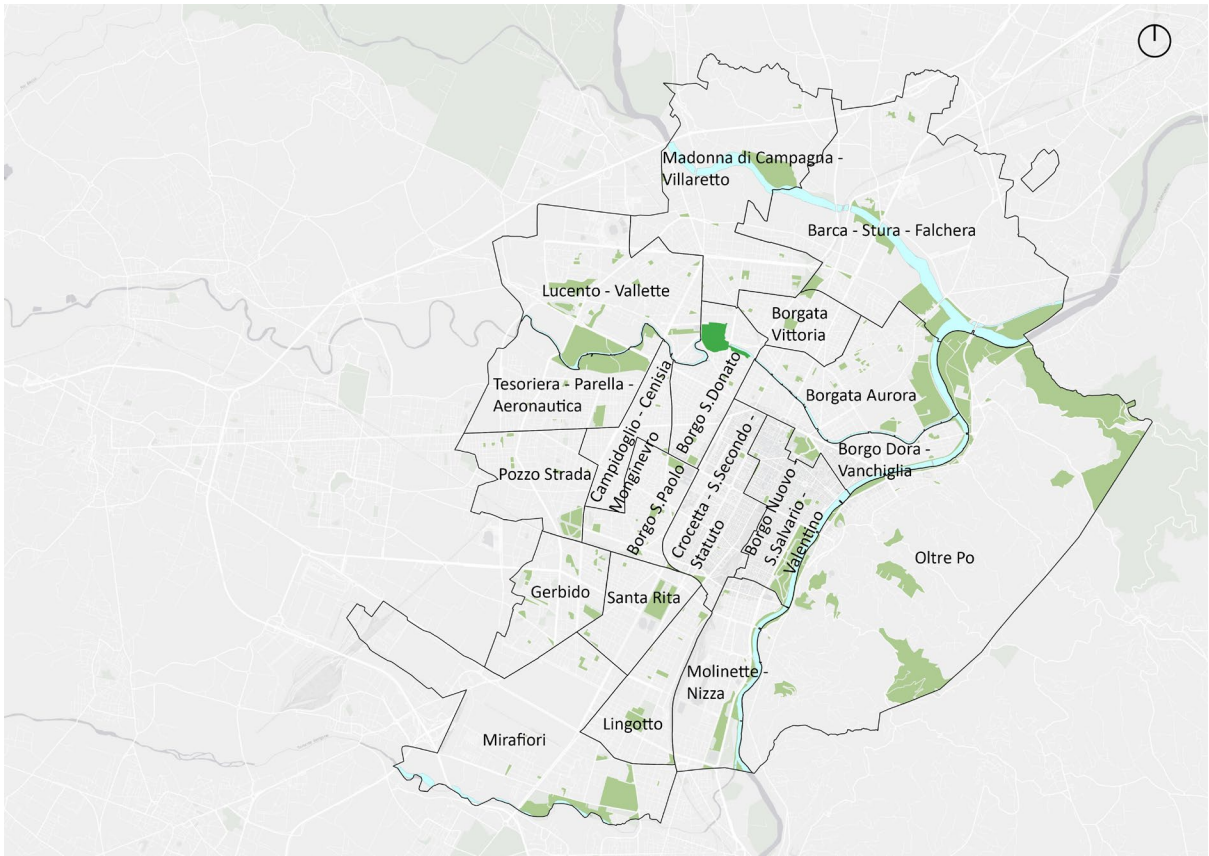 Madonna di Campagna -
Villaretto
Barca - Stura - Falchera
Lucento - Vallette
Borgata
Vittoria
Tesoriera - Parella -
Aeronautica
Campidoglio - Cenisia
Monginevro
Borgo S.Donato
Borgata Aurora
Borgo Dora -
Vanchiglia
Pozzo Strada
Borgo S.Paolo
Crocetta - S.Secondo -
Statuto
Borgo Nuovo -
S.Salvario -
Valentino
Oltre Po
Gerbido
Santa Rita
Molinette -
Nizza
Lingotto
Mirafiori